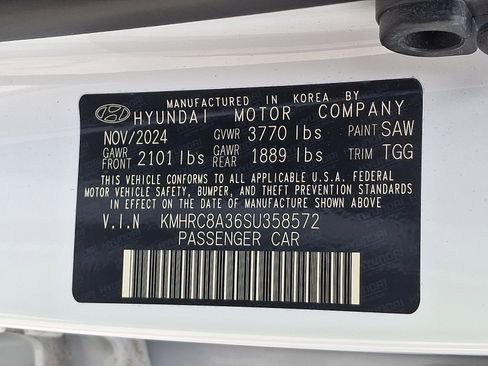 MANUFACTURED IN KOREA BY
HYUNDAI MOTOR COMPANY
NOV/2024 GVWR 3770 lbs PAINT SAW
GAWR FRONT 2101 lbs GAWR REAR 1889 lbs TRIM TGG
THIS VEHICLE CONFORMS TO ALL APPLICABLE U.S.A. FEDERAL
MOTOR VEHICLE SAFETY, BUMPER, AND THEFT PREVENTION STANDARDS
IN EFFECT ON THE DATE OF MANUFACTURE SHOWN ABOVE
V.I.N KMHRC8A36SU358572
PASSENGER CAR